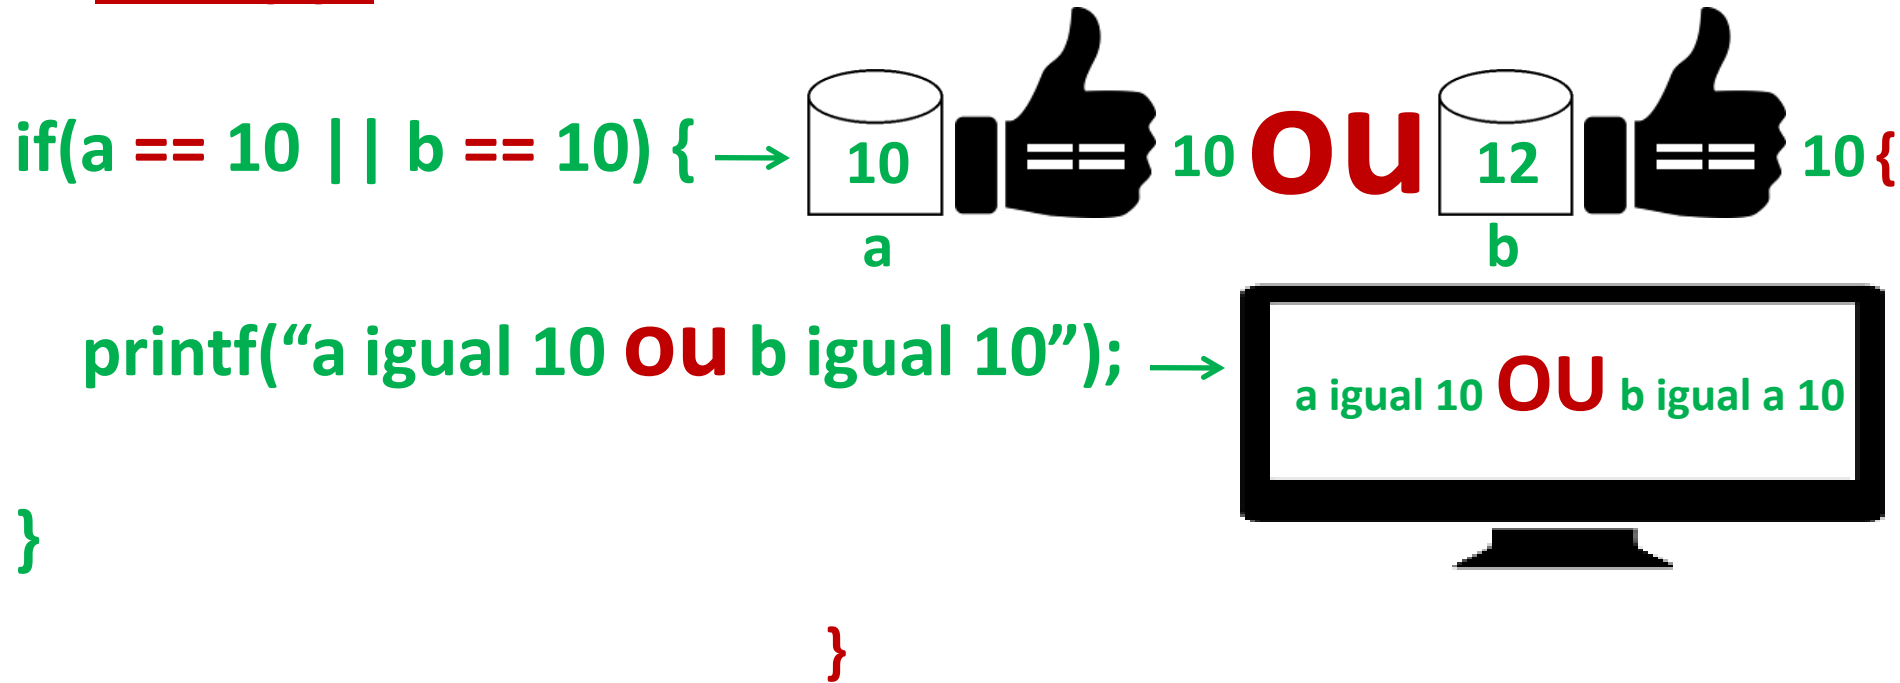 if(a == 10 || b == 10) { 10 == 10 ou 12 == 10 {
a b
printf(“a igual 10 ou b igual 10”); a igual 10 OU b igual a 10
}
}